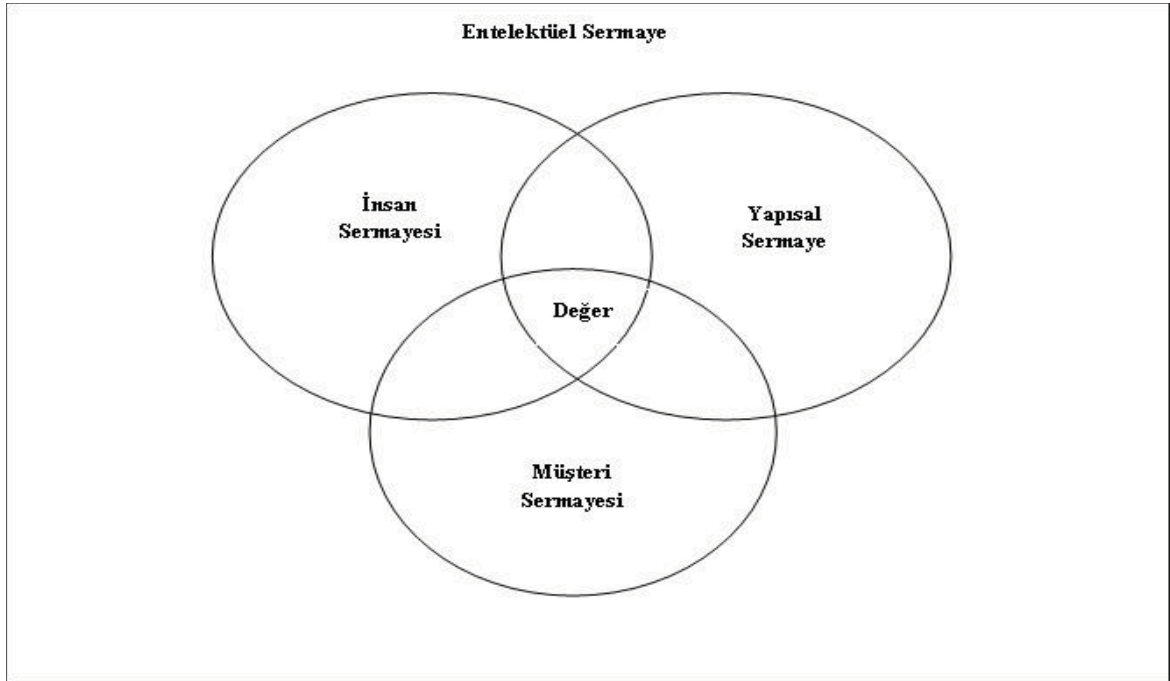 Entelektüel Sermaye
İnsan
Sermayesi
Yapısal
Sermaye
Değer
Müşteri
Sermayesi